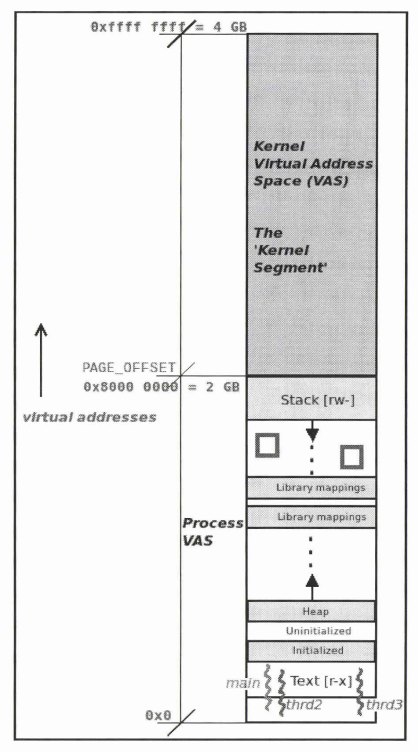 0xffff ffff = 4 GB
Kernel
Virtual Address
Space (VAS)
The
'Kernel
Segment'
PAGE_OFFSET
0x8000 0000 = 2 GB
virtual addresses
Stack [rw-]
Library mappings
Library mappings
Process
VAS
Heap
Uninitialized
Initialized
main
Text [r-x]
thrd2
thrd3
0x0